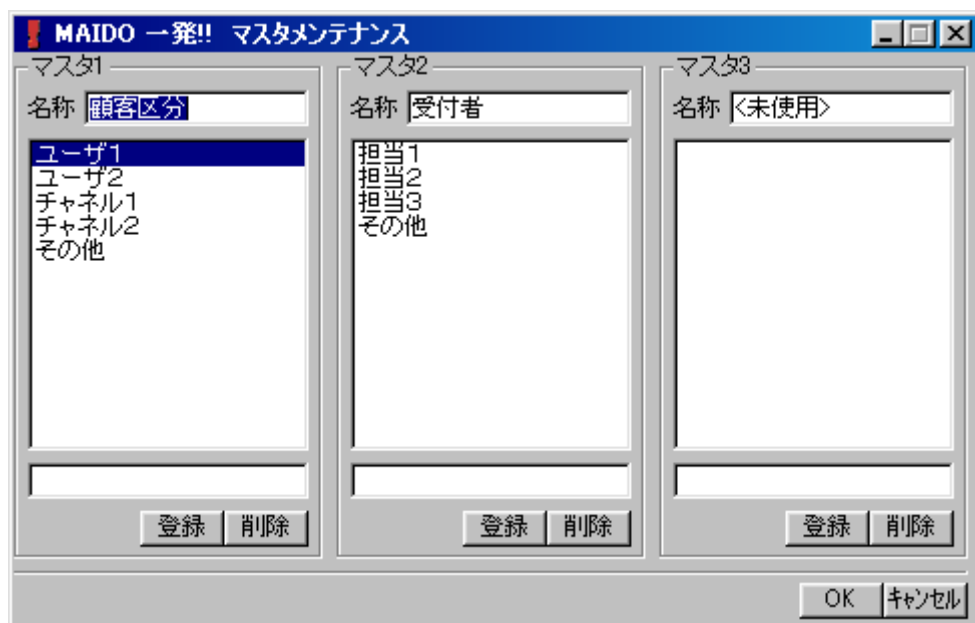 MAIDO 一発!! マスタメンテナンス
マスタ1
名称 顧客区分
ユーザ1
ユーザ2
チャネル1
チャネル2
その他
登録 削除
マスタ2
名称 受付者
担当1
担当2
担当3
その他
登録 削除
マスタ3
名称 <未使用>
登録 削除
OK キャンセル